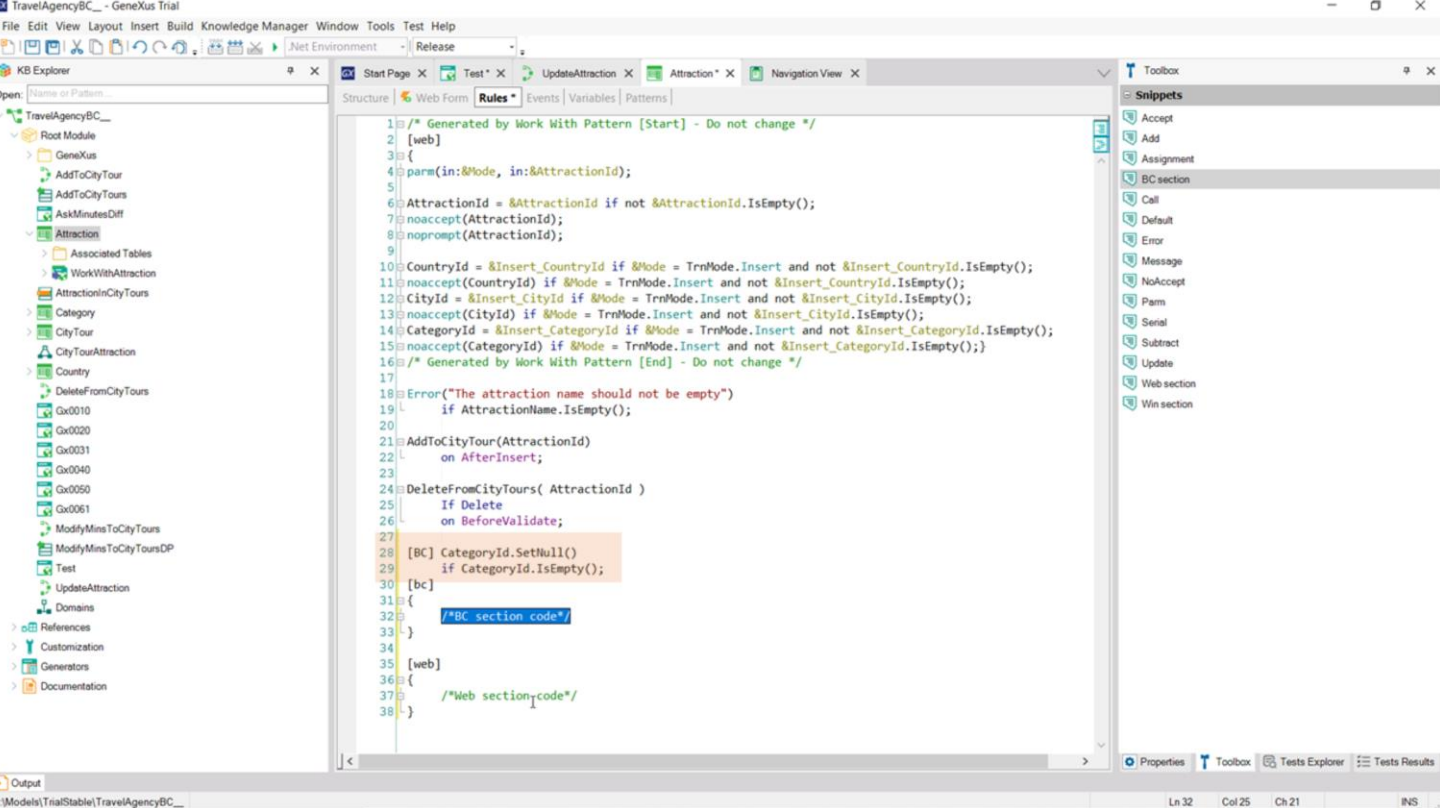 TravelAgencyBC__ - GeneXus Trial
File Edit View Layout Insert Build Knowledge Manager Window Tools Test Help
.Net Environment Release
KB Explorer
Open: Name or Pattern...
TravelAgencyBC__
Root Module
GeneXus
AddToCityTour
AddToCityTours
AskMinutesDiff
Attraction
Associated Tables
WorkWithAttraction
AttractionInCityTours
Category
CityTour
CityTourAttraction
Country
DeleteFromCityTours
Gx0010
Gx0020
Gx0031
Gx0040
Gx0050
Gx0061
ModifyMinsToCityTours
ModifyMinsToCityToursDP
Test
UpdateAttraction
Domains
References
Customization
Generators
Documentation
Start Page Test * UpdateAttraction Attraction * Navigation View
Structure Web Form Rules * Events Variables Patterns
1 /* Generated by Work With Pattern [Start] - Do not change */
2 [web]
3 {
4 parm(in:&Mode, in:&AttractionId);
5
6 AttractionId = &AttractionId if not &AttractionId.IsEmpty();
7 noaccept(AttractionId);
8 noprompt(AttractionId);
9
10 CountryId = &Insert_CountryId if &Mode = TrnMode.Insert and not &Insert_CountryId.IsEmpty();
11 noaccept(CountryId) if &Mode = TrnMode.Insert and not &Insert_CountryId.IsEmpty();
12 CityId = &Insert_CityId if &Mode = TrnMode.Insert and not &Insert_CityId.IsEmpty();
13 noaccept(CityId) if &Mode = TrnMode.Insert and not &Insert_CityId.IsEmpty();
14 CategoryId = &Insert_CategoryId if &Mode = TrnMode.Insert and not &Insert_CategoryId.IsEmpty();
15 noaccept(CategoryId) if &Mode = TrnMode.Insert and not &Insert_CategoryId.IsEmpty();}
16 /* Generated by Work With Pattern [End] - Do not change */
17
18 Error("The attraction name should not be empty")
19 if AttractionName.IsEmpty();
20
21 AddToCityTour(AttractionId)
22 on AfterInsert;
23
24 DeleteFromCityTours( AttractionId )
25 If Delete
26 on BeforeValidate;
27
28 [BC] CategoryId.SetNull()
29 if CategoryId.IsEmpty();
30 [bc]
31 {
32 /*BC section code*/
33 }
34
35 [web]
36 {
37 /*Web section code*/
38 }
Toolbox
Snippets
Accept
Add
Assignment
BC section
Call
Default
Error
Message
NoAccept
Parm
Serial
Subtract
Update
Web section
Win section
Properties Toolbox Tests Explorer Tests Results
Output
:\Models\TrialStable\TravelAgencyBC__ Ln 32 Col 25 Ch 21 INS